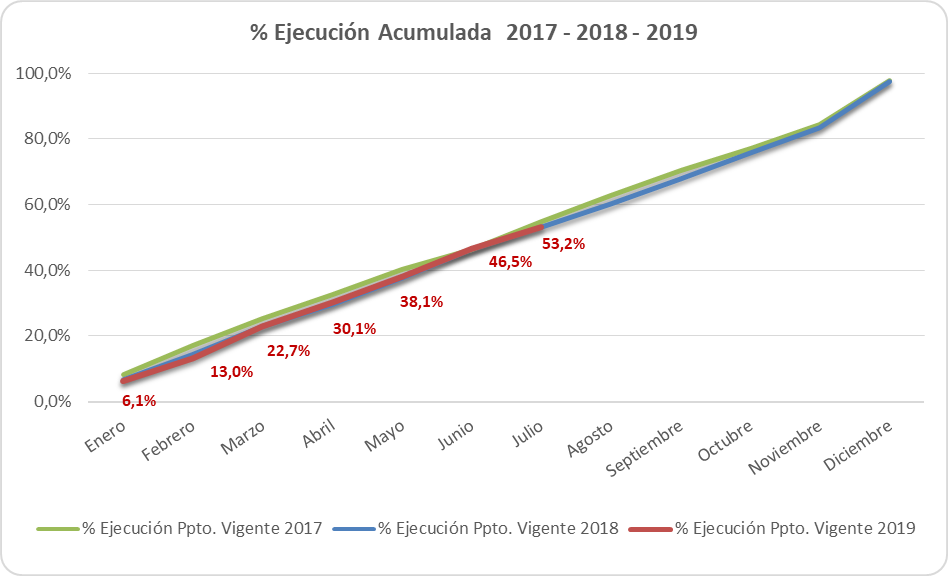 % Ejecución Acumulada 2017 - 2018 - 2019
100,0%
80,0%
60,0%
40,0%
20,0%
0,0%
6,1%
13,0%
22,7%
30,1%
38,1%
46,5%
53,2%
Enero
Febrero
Marzo
Abril
Mayo
Junio
Julio
Agosto
Septiembre
Octubre
Noviembre
Diciembre
% Ejecución Ppto. Vigente 2017
% Ejecución Ppto. Vigente 2018
% Ejecución Ppto. Vigente 2019